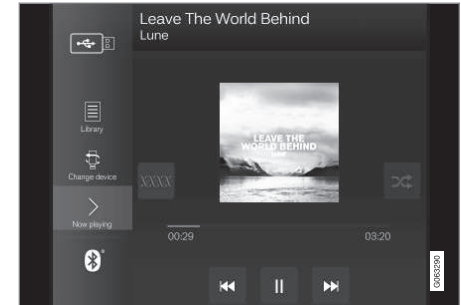 Leave The World Behind
Lune
Library
Change device
Now playing
LEAVE THE
WORLD BEHIND
XXXX
00:29
03:20
G063290